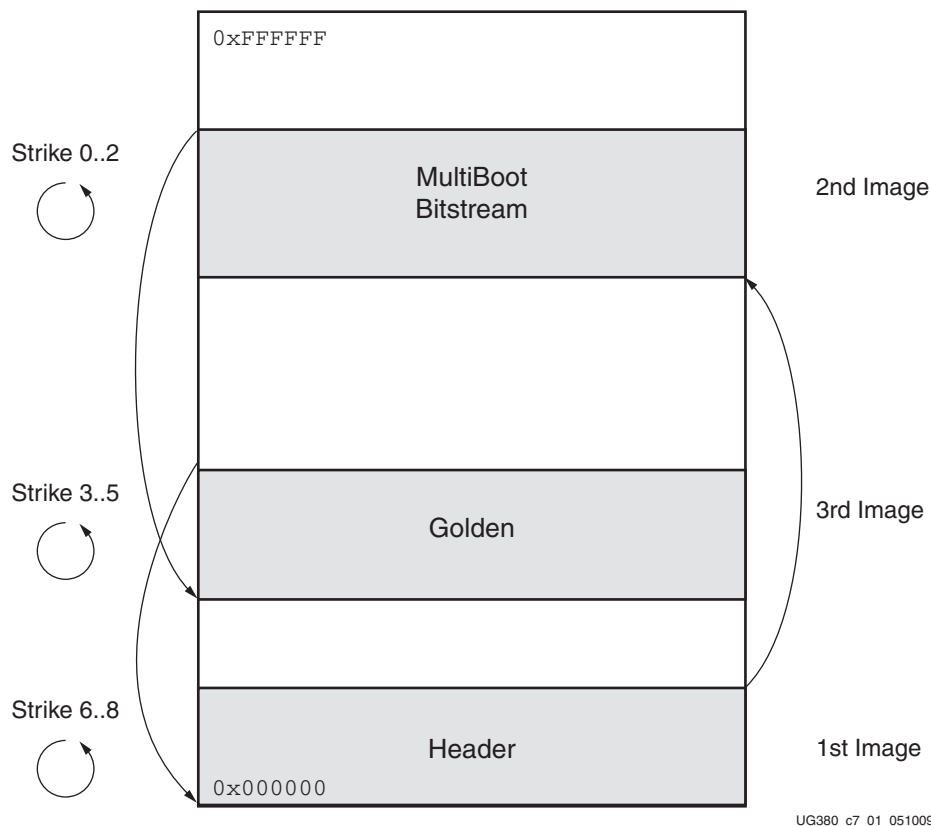 0xFFFFFF
Strike 0..2
MultiBoot
Bitstream
2nd Image
Strike 3..5
Golden
3rd Image
Strike 6..8
Header
1st Image
0x000000
UG380_c7_01_051009